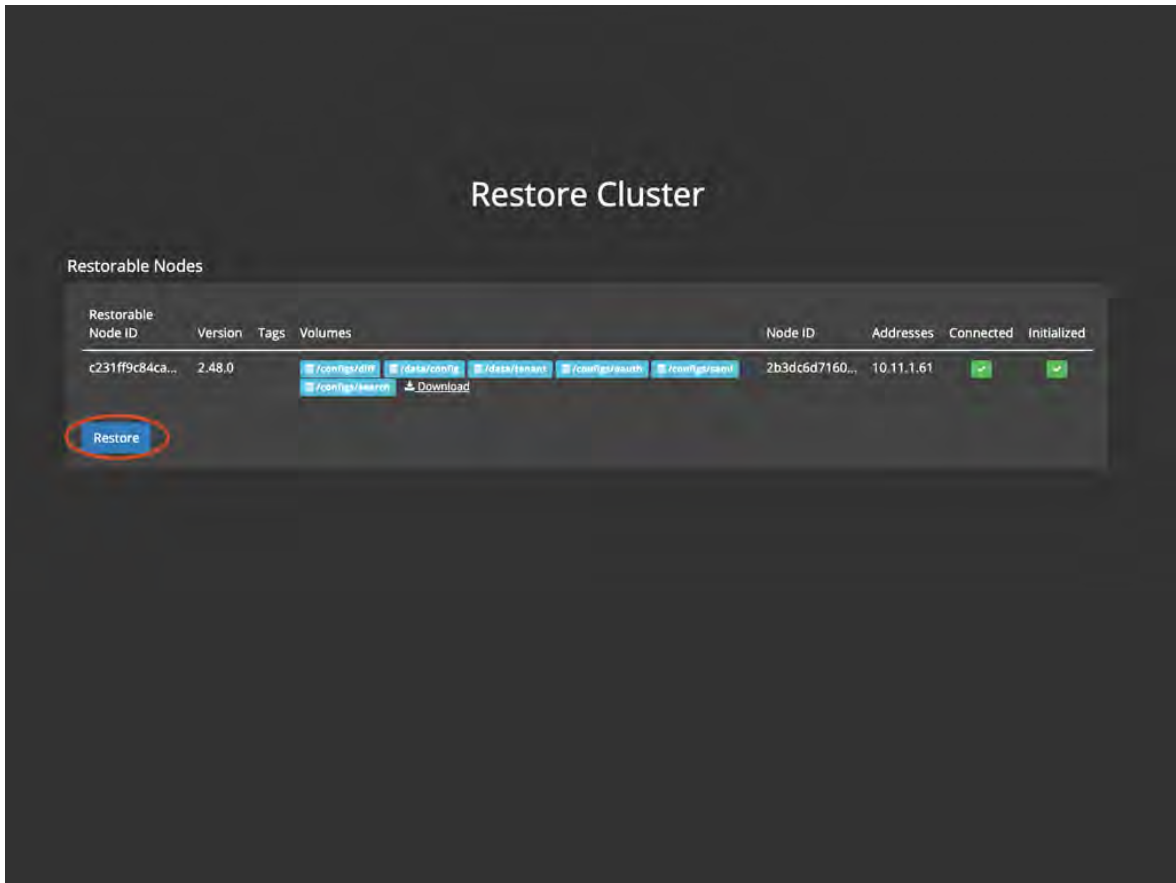 Restore Cluster
Restorable Nodes
Restorable
Node ID Version Tags Volumes Node ID Addresses Connected Initialized
c231ff9c84ca... 2.48.0 /configs/diff /data/config /data/tenant /configs/oauth /configs/saml 2b3dc6d7160... 10.11.1.61
/configs/search Download
Restore